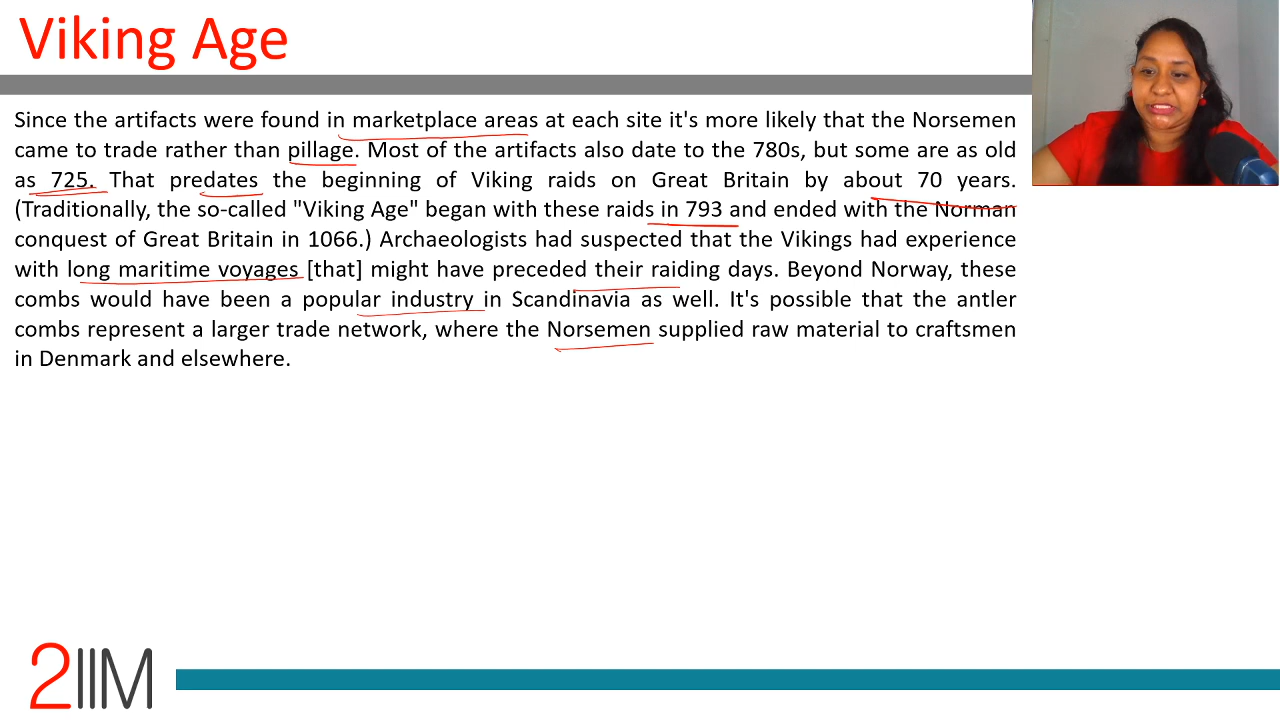 Viking Age
Since the artifacts were found in marketplace areas at each site it's more likely that the Norsemen
came to trade rather than pillage. Most of the artifacts also date to the 780s, but some are as old
as 725. That predates the beginning of Viking raids on Great Britain by about 70 years.
(Traditionally, the so-called "Viking Age" began with these raids in 793 and ended with the Norman
conquest of Great Britain in 1066.) Archaeologists had suspected that the Vikings had experience
with long maritime voyages [that] might have preceded their raiding days. Beyond Norway, these
combs would have been a popular industry in Scandinavia as well. It's possible that the antler
combs represent a larger trade network, where the Norsemen supplied raw material to craftsmen
in Denmark and elsewhere.
2IIM